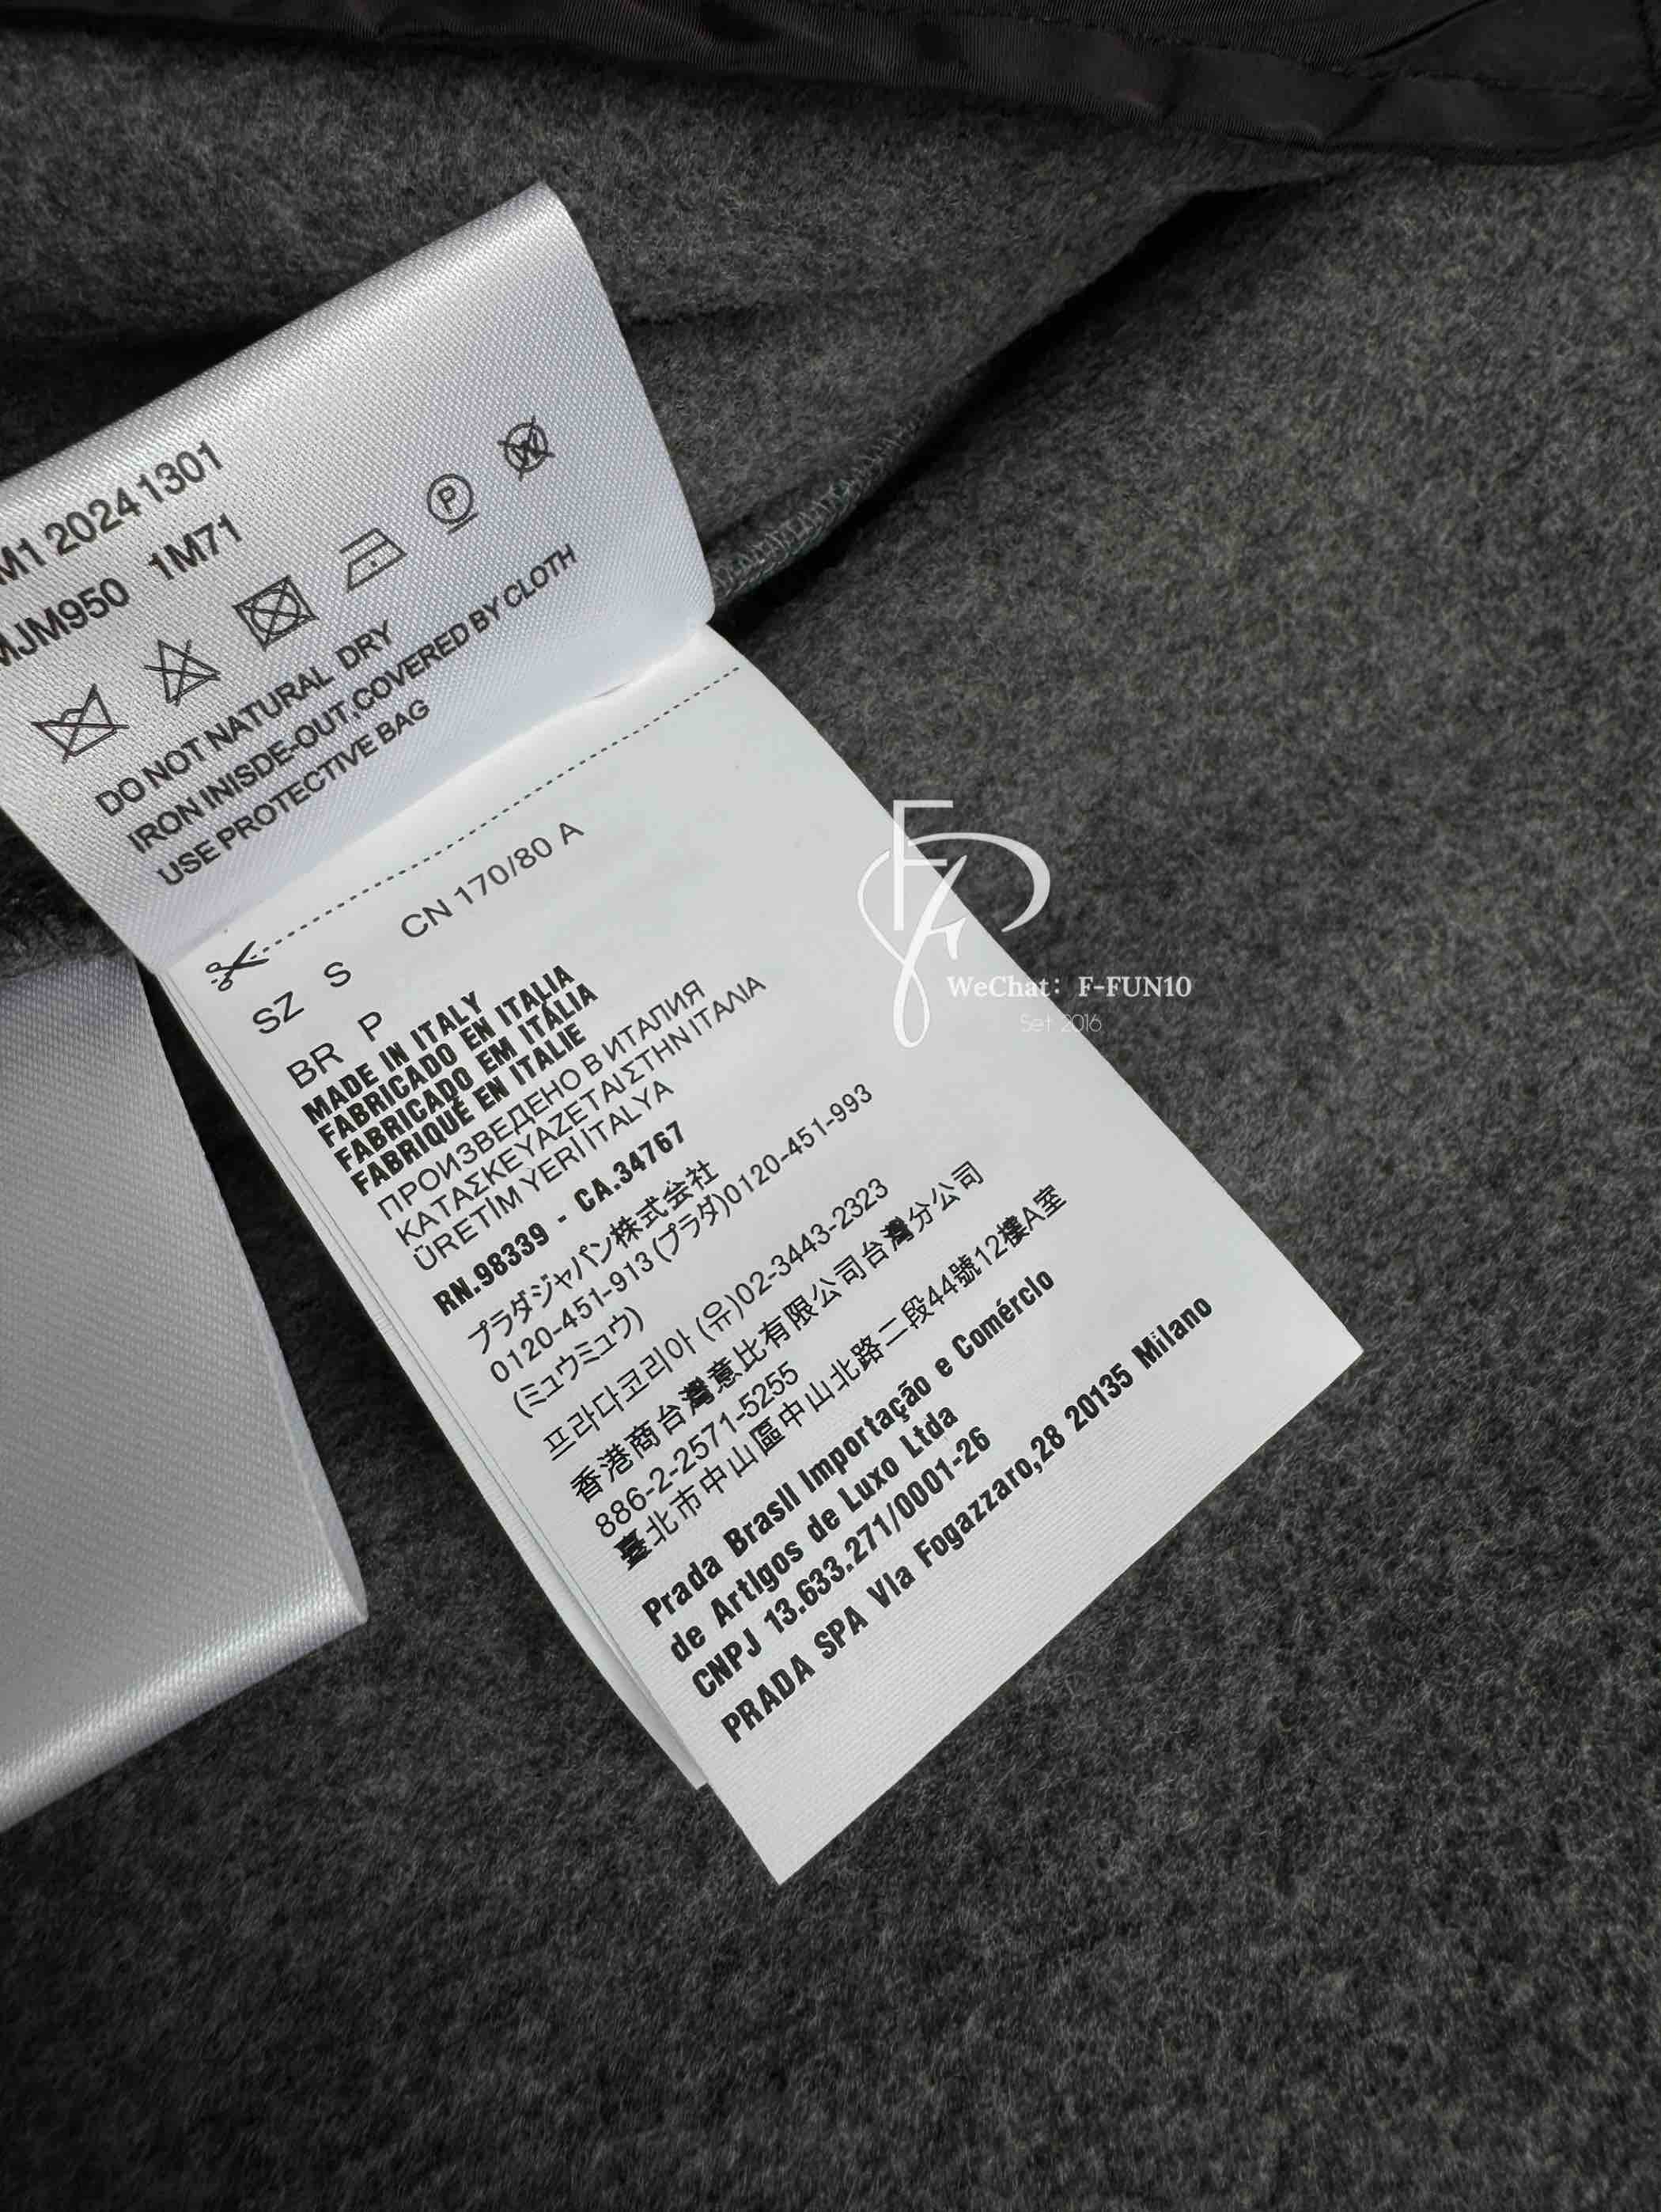 M1 2024 1301
MJM950 1M71
DO NOT NATURAL DRY
IRON INISDE-OUT,COVERED BY CLOTH
USE PROTECTIVE BAG
CN 170/80 A
SZ S
BR P
MADE IN ITALY
FABRICADO EN ITALIA
FABRICADO EM ITÁLIA
FABRIQUÉ EN ITALIE
ПРОИЗВЕДЕНО В ИТАЛИЯ
ΚΑΤΑΣΚΕΥΑΖΕΤΑΙ ΣΤΗΝ ΙΤΑΛΙΑ
ÜRETİM YERİ İTALYA
RN.98339 - CA.34767
プラダジャパン株式会社
0120-451-913 (プラダ)0120-451-993
(ミュウミュウ)
프라다코리아 (유)02-3443-2323
香港商台灣意比有限公司台灣分公司
886-2-2571-5255
臺北市中山區中山北路二段44號12樓A室
Prada Brasil Importação e Comércio
de Artigos de Luxo Ltda
CNPJ 13.633.271/0001-26
PRADA SPA Via Fogazzaro,28 20135 Milano
WeChat: F-FUN10
Set 2016